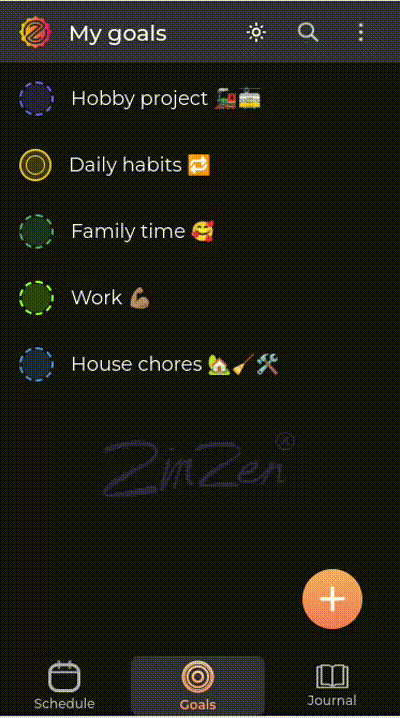 My goals
Hobby project 🚂🚋
Daily habits 🔁
Family time 🥰
Work 💪🏽
House chores 🏡🧹🛠️
ZinZen®
Schedule
Goals
Journal